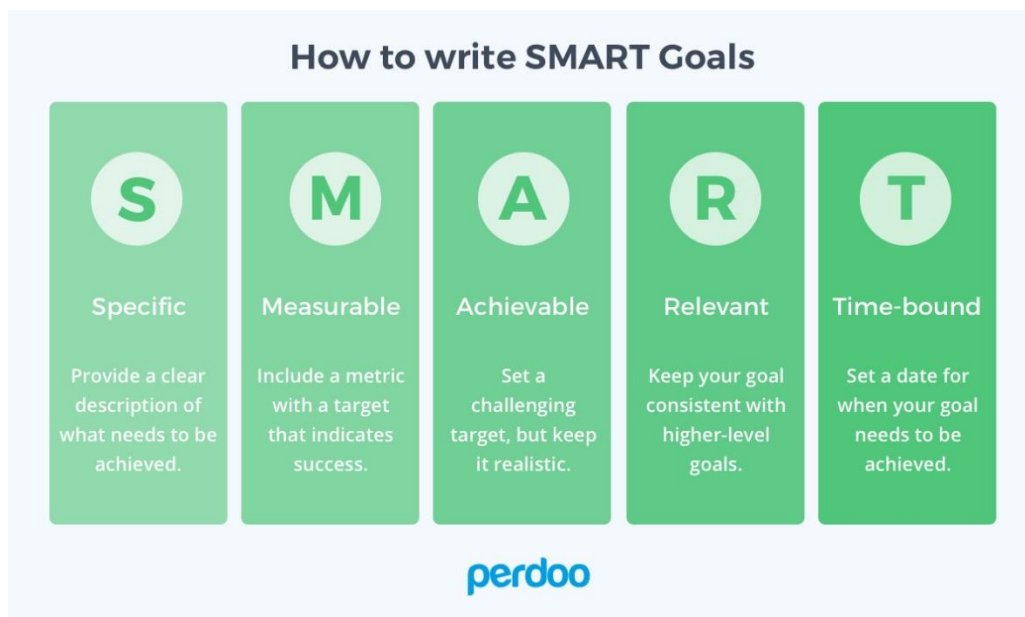 How to write SMART Goals
S
Specific
Provide a clear
description of
what needs to be
achieved.
M
Measurable
Include a metric
with a target
that indicates
success.
A
Achievable
Set a
challenging
target, but keep
it realistic.
R
Relevant
Keep your goal
consistent with
higher-level
goals.
T
Time-bound
Set a date for
when your goal
needs to be
achieved.
perdoo